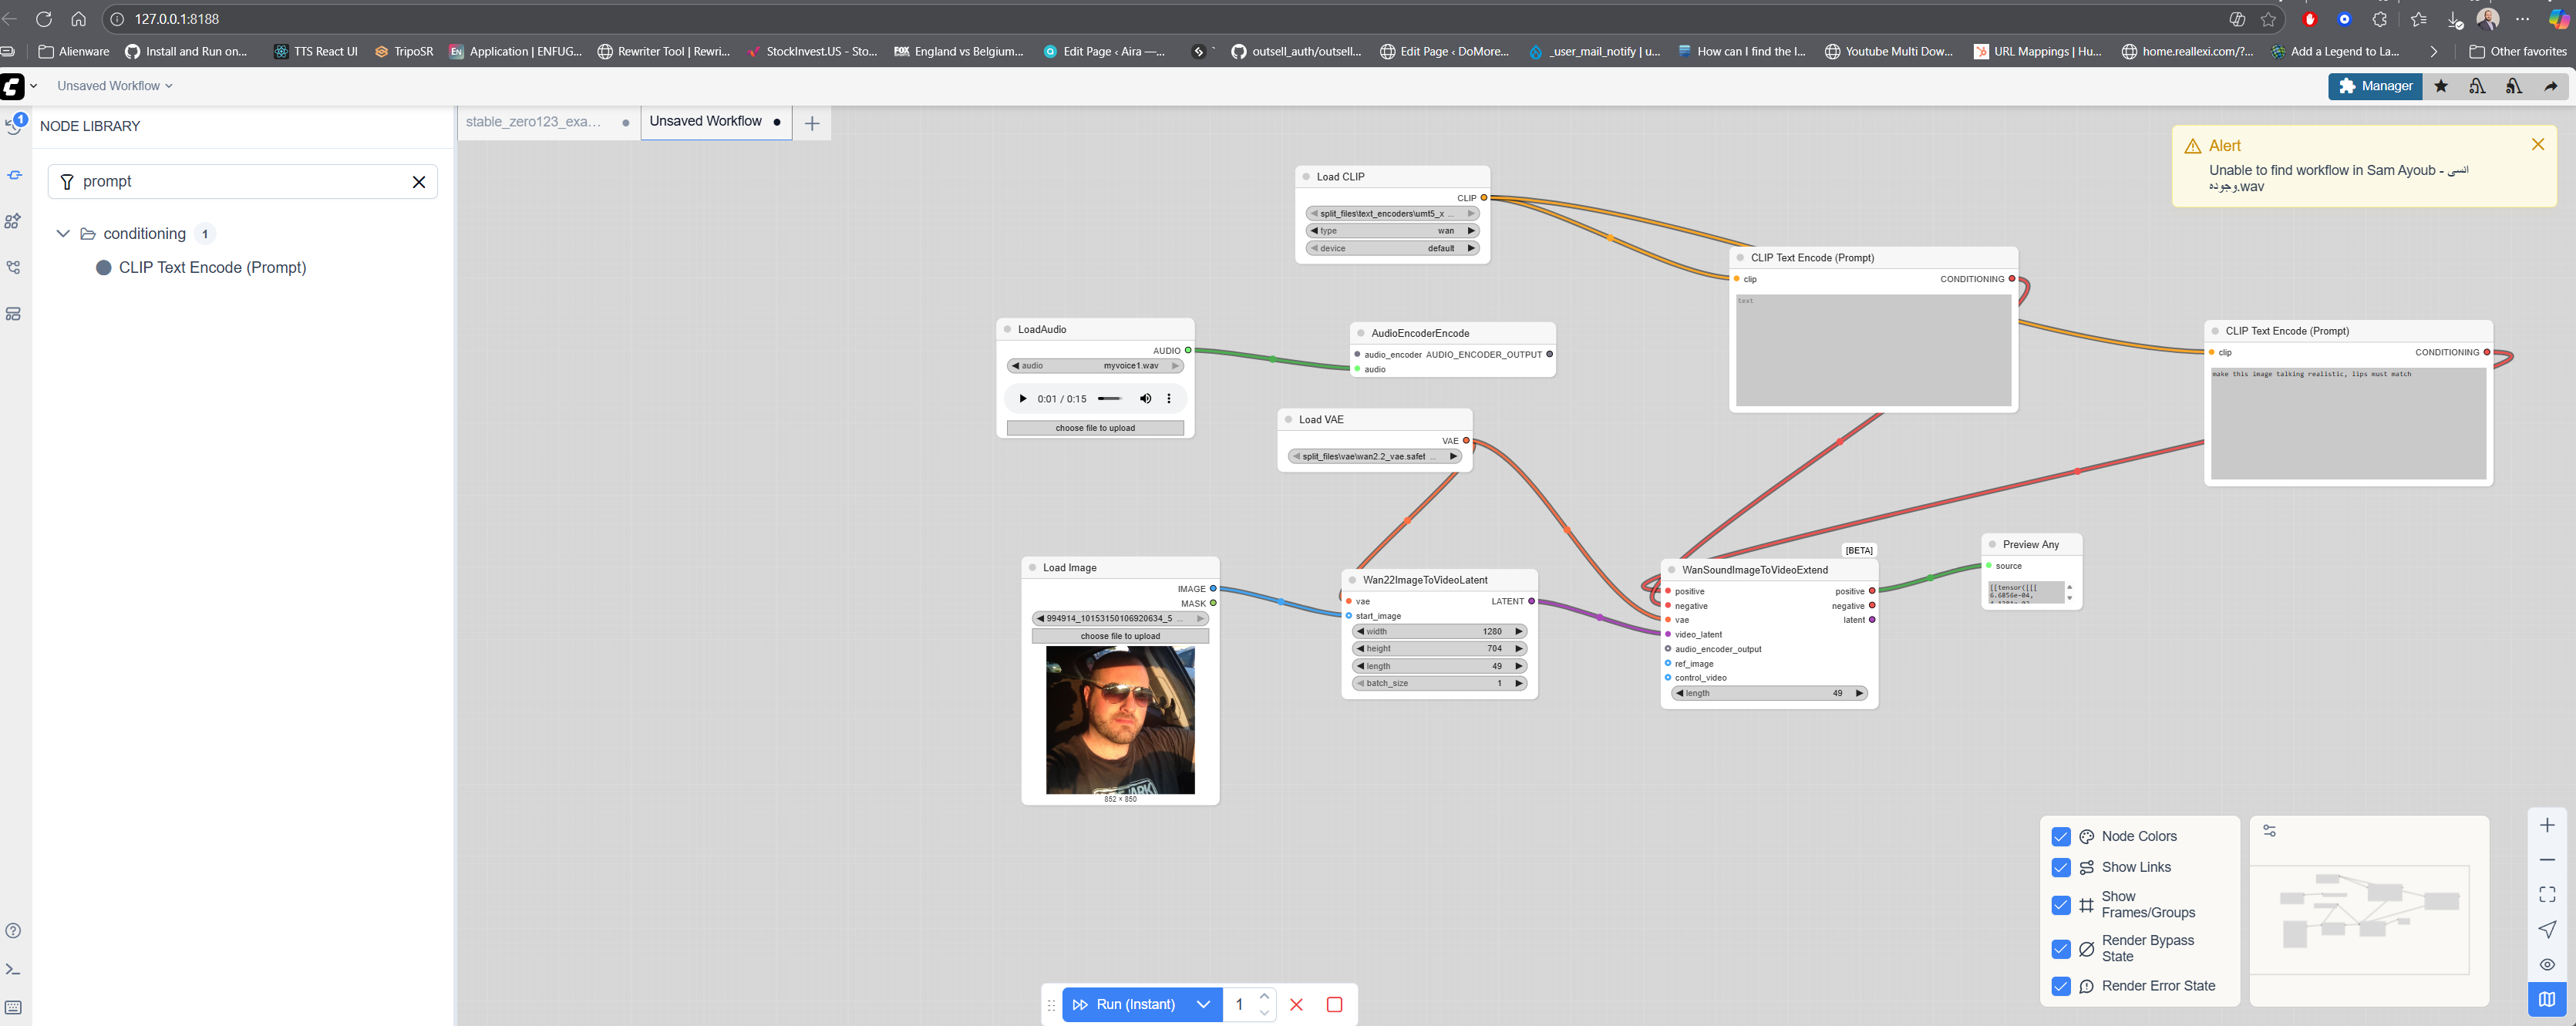 127.0.0.1:8188
Alienware
Install and Run on...
TTS React UI
TripoSR
Application | ENFUG...
Rewriter Tool | Rewri...
StockInvest.US - Sto...
England vs Belgium...
Edit Page ‹ Aira —...
outsell_auth/outsell...
Edit Page ‹ DoMore...
_user_mail_notify | u...
How can I find the l...
Youtube Multi Dow...
URL Mappings | Hu...
home.reallexi.com/?...
Add a Legend to La...
Other favorites
Unsaved Workflow
Manager
1
NODE LIBRARY
stable_zero123_exa...
Unsaved Workflow
prompt
conditioning 1
CLIP Text Encode (Prompt)
Alert
Unable to find workflow in Sam Ayoub - انسى
وجوده.wav
Load CLIP
CLIP
split_files\text_encoders\umt5_x ...
type wan
device default
CLIP Text Encode (Prompt)
clip CONDITIONING
text
CLIP Text Encode (Prompt)
clip CONDITIONING
make this image talking realistic, lips must match
LoadAudio
AUDIO
audio myvoice1.wav
0:01 / 0:15
choose file to upload
AudioEncoderEncode
audio_encoder AUDIO_ENCODER_OUTPUT
audio
Load VAE
VAE
split_files\vae\wan2.2_vae.safet ...
Load Image
IMAGE
MASK
994914_10153150106920634_5 ...
choose file to upload
852 × 850
Wan22ImageToVideoLatent
vae LATENT
start_image
width 1280
height 704
length 49
batch_size 1
[BETA]
WanSoundImageToVideoExtend
positive positive
negative negative
vae latent
video_latent
audio_encoder_output
ref_image
control_video
length 49
Preview Any
source
[[tensor([[[
6.6856e-04,
Node Colors
Show Links
Show
Frames/Groups
Render Bypass
State
Render Error State
Run (Instant) 1